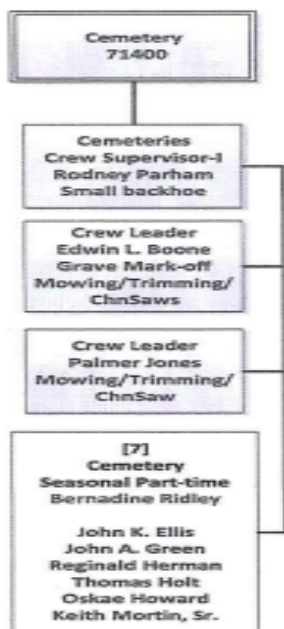 Cemetery
71400
Cemeteries
Crew Supervisor-I
Rodney Parham
Small backhoe
Crew Leader
Edwin L. Boone
Grave Mark-off
Mowing/Trimming/
ChnSaws
Crew Leader
Palmer Jones
Mowing/Trimming/
ChnSaw
[7]
Cemetery
Seasonal Part-time
Bernadine Ridley
John K. Ellis
John A. Green
Reginald Herman
Thomas Holt
Oskae Howard
Keith Mortin, Sr.